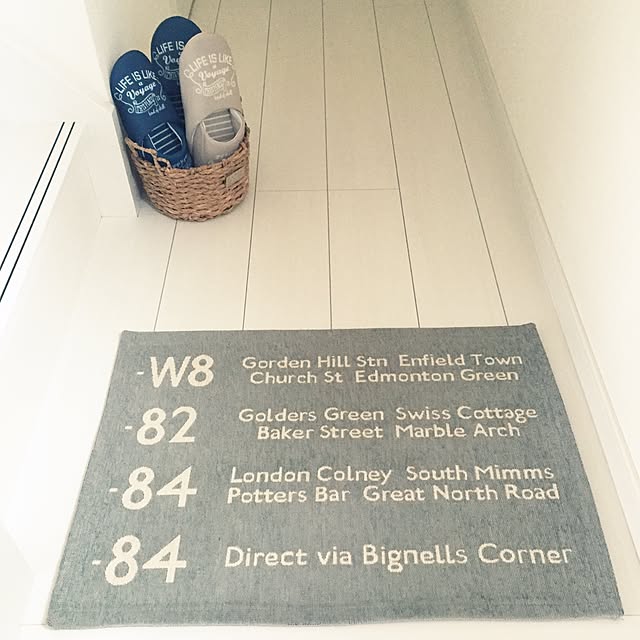 LIFE IS LIKE
a
Voyage
LIFE IS LIKE
LIFE IS LIKE
a
Voyage
-W8 Gorden Hill Stn Enfield Town
Church St Edmonton Green
-82 Golders Green Swiss Cottage
Baker Street Marble Arch
-84 London Colney South Mimms
Potters Bar Great North Road
-84 Direct via Bignells Corner